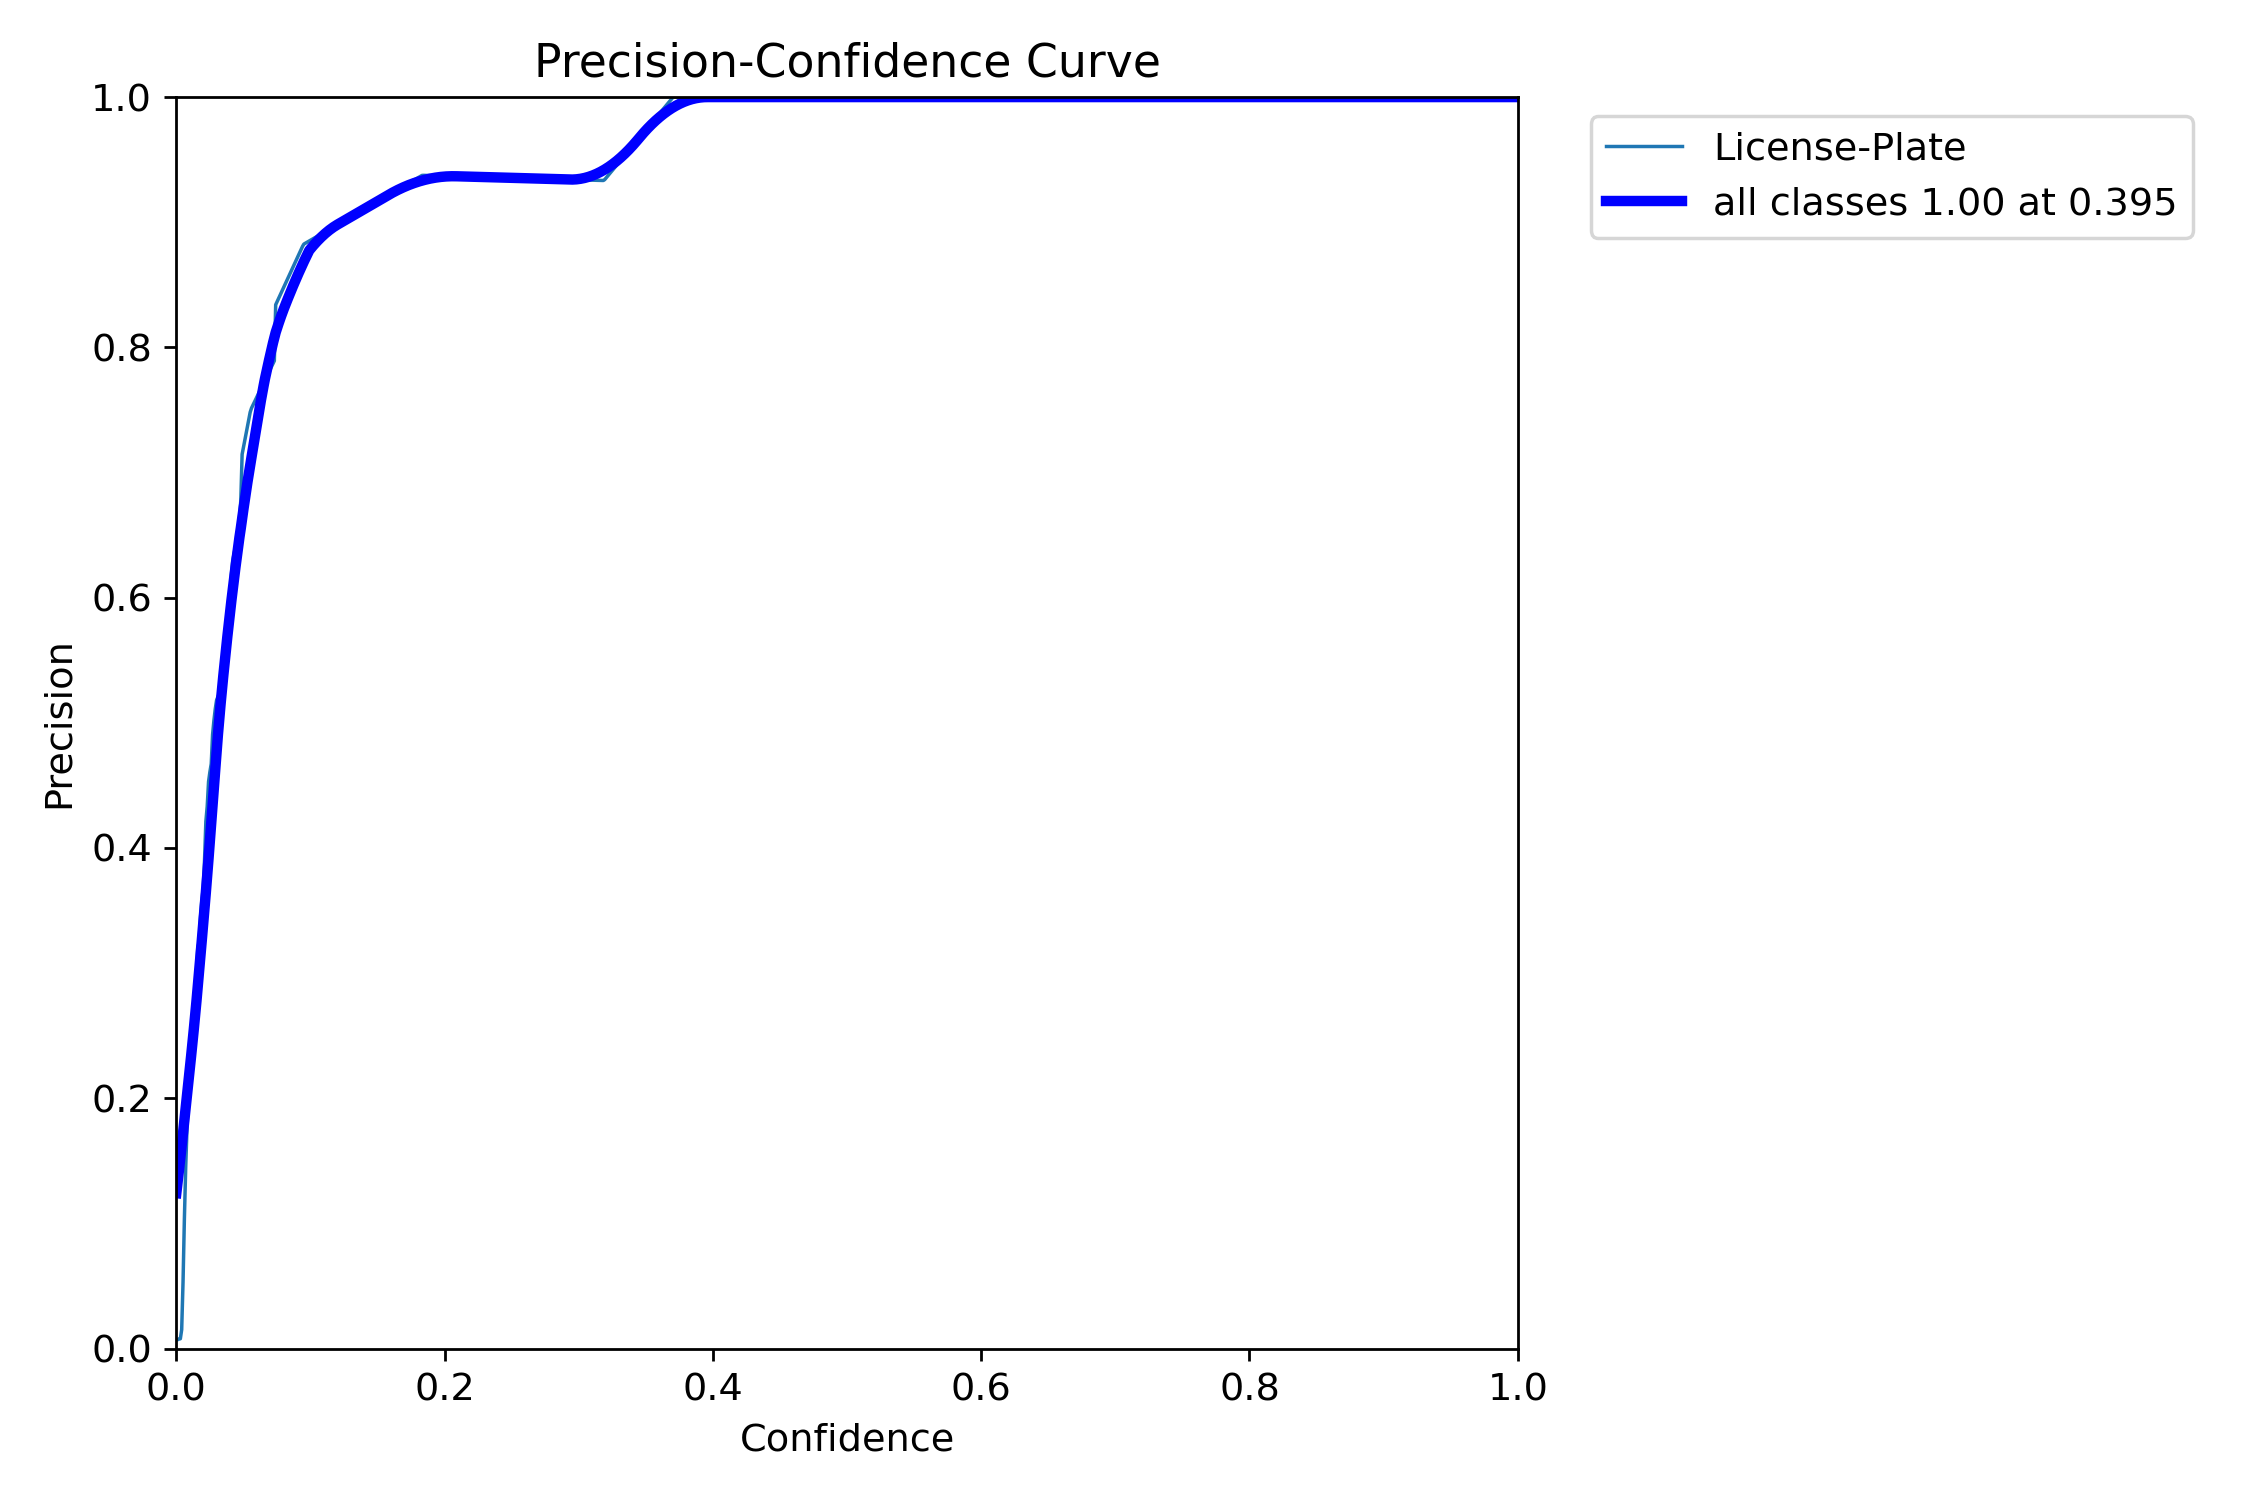 Precision-Confidence Curve
1.0
0.8
0.6
0.4
0.2
0.0
Precision
0.0 0.2 0.4 0.6 0.8 1.0
Confidence
License-Plate
all classes 1.00 at 0.395